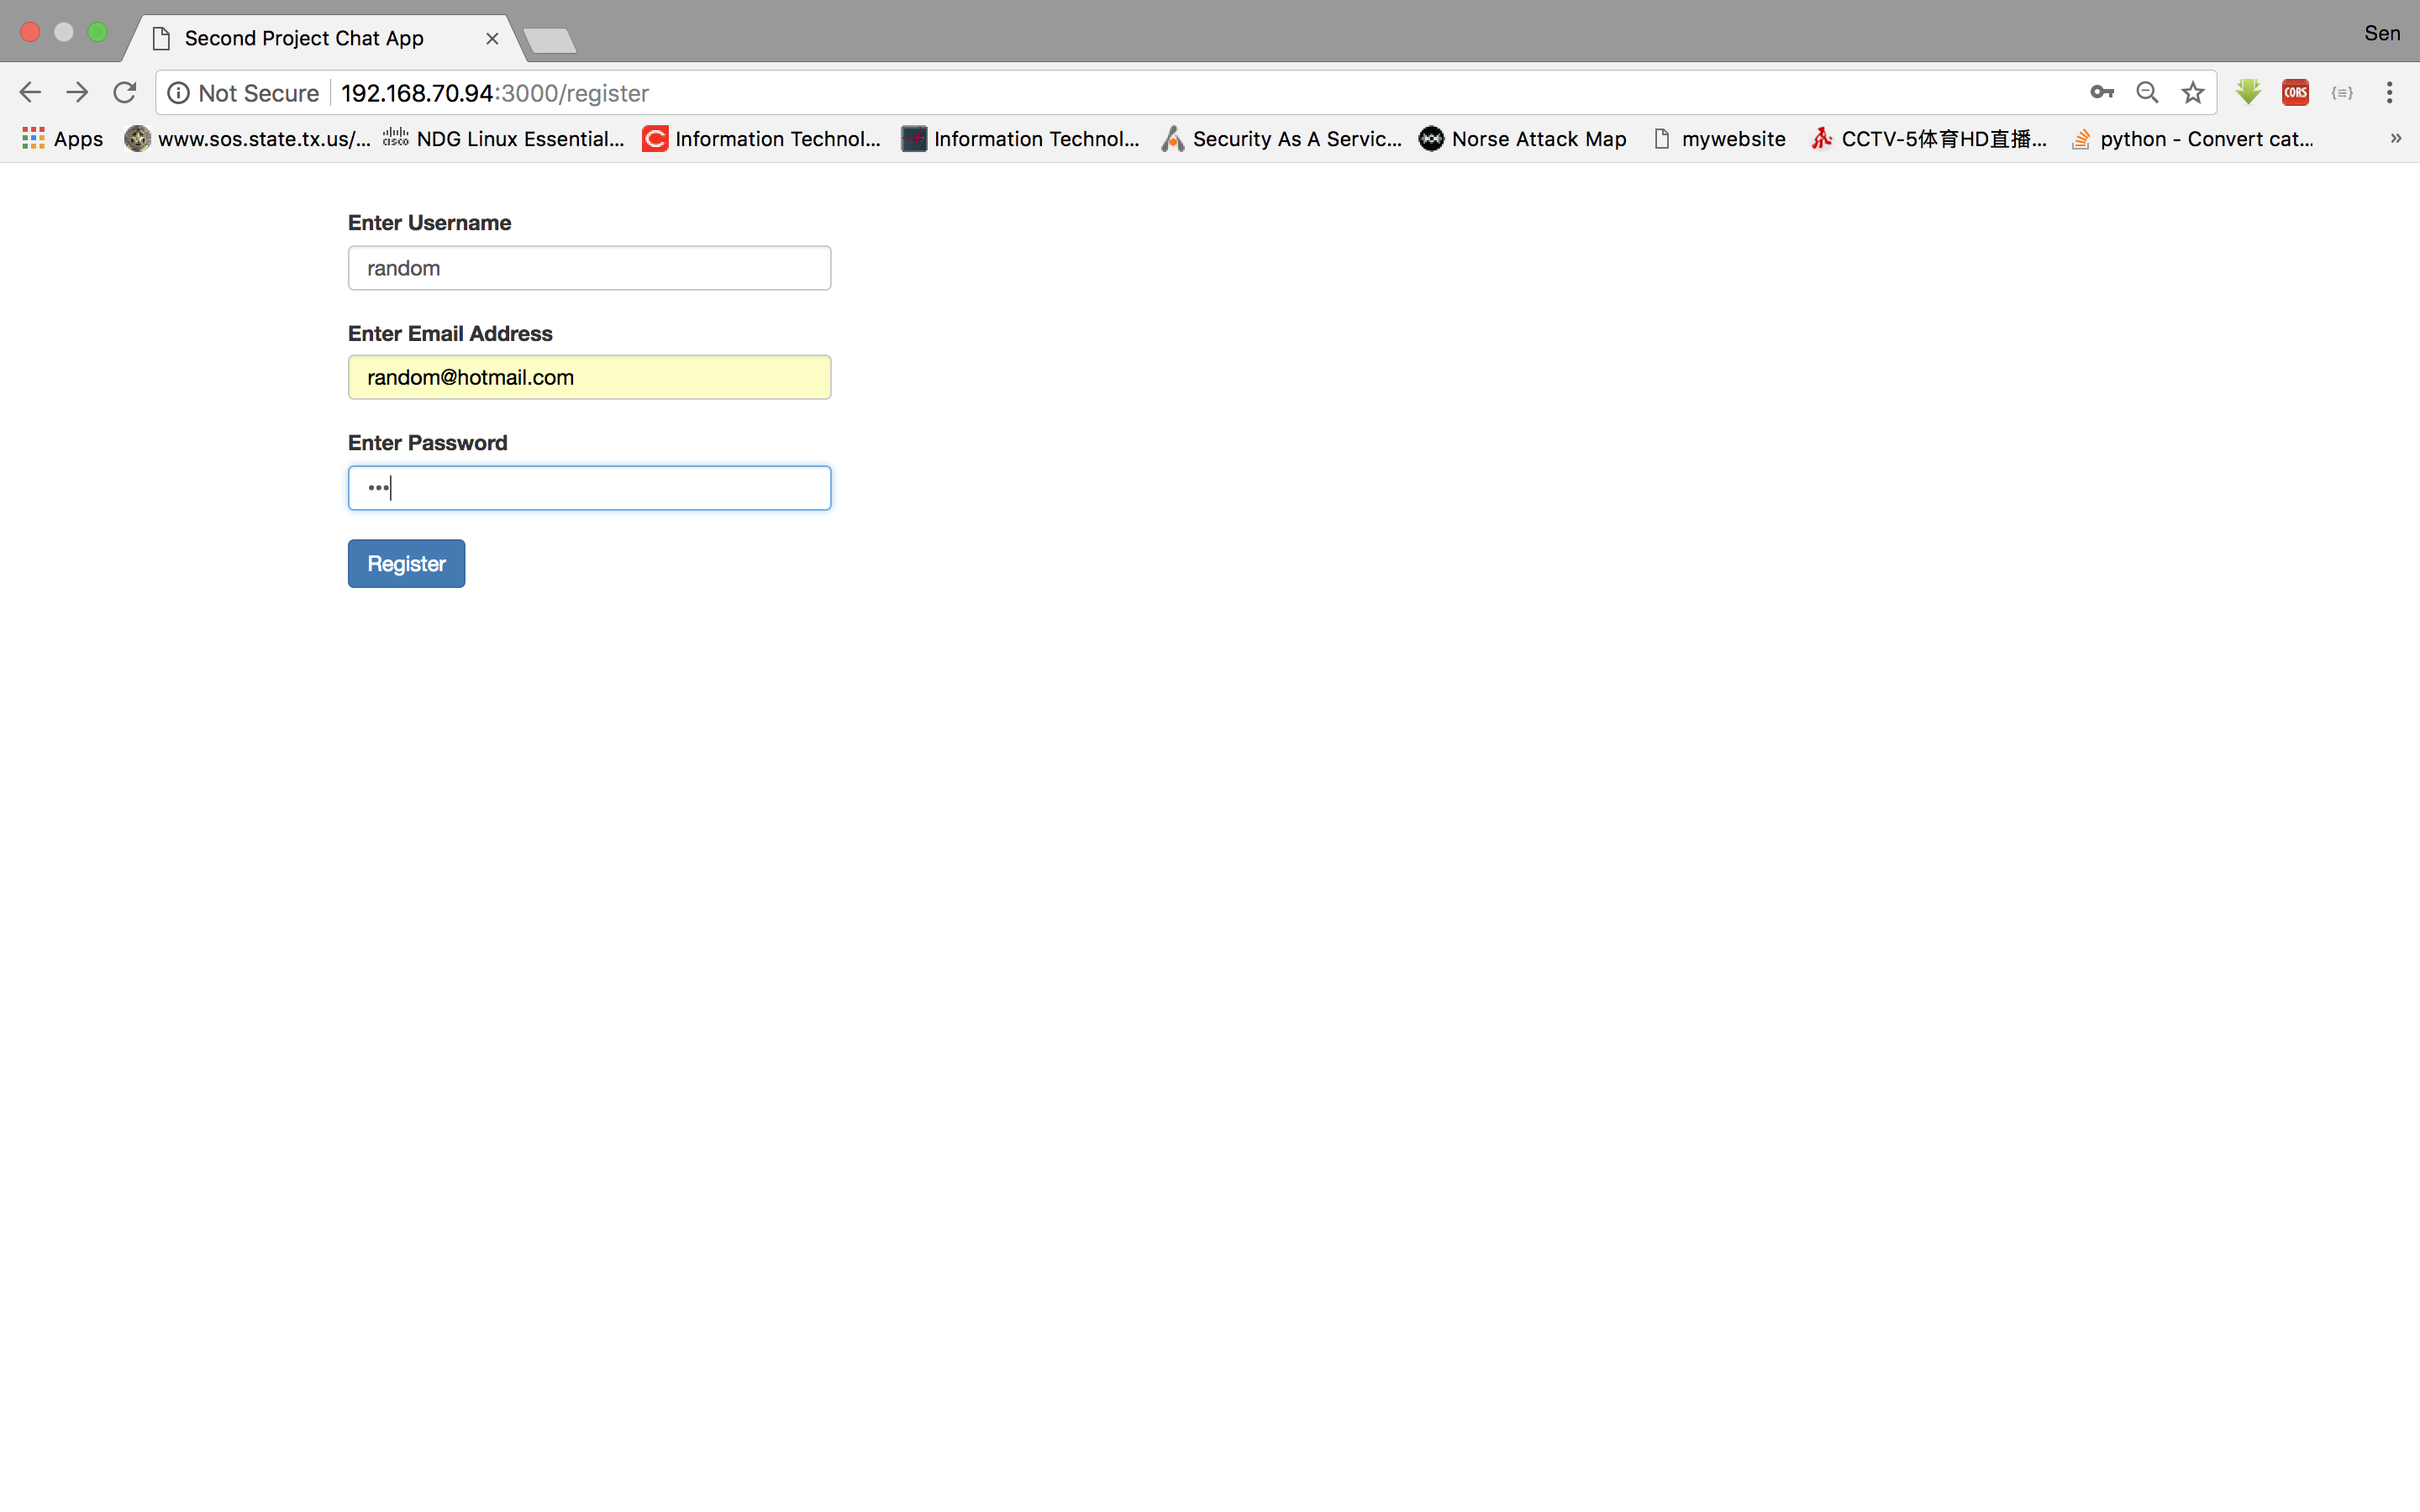 Second Project Chat App
Sen
Not Secure 192.168.70.94:3000/register
CORS
Apps www.sos.state.tx.us/... cisco NDG Linux Essential... Information Technol... Information Technol... Security As A Servic... Norse Attack Map mywebsite CCTV-5体育HD直播... python - Convert cat... »
Enter Username
random
Enter Email Address
random@hotmail.com
Enter Password
•••
Register